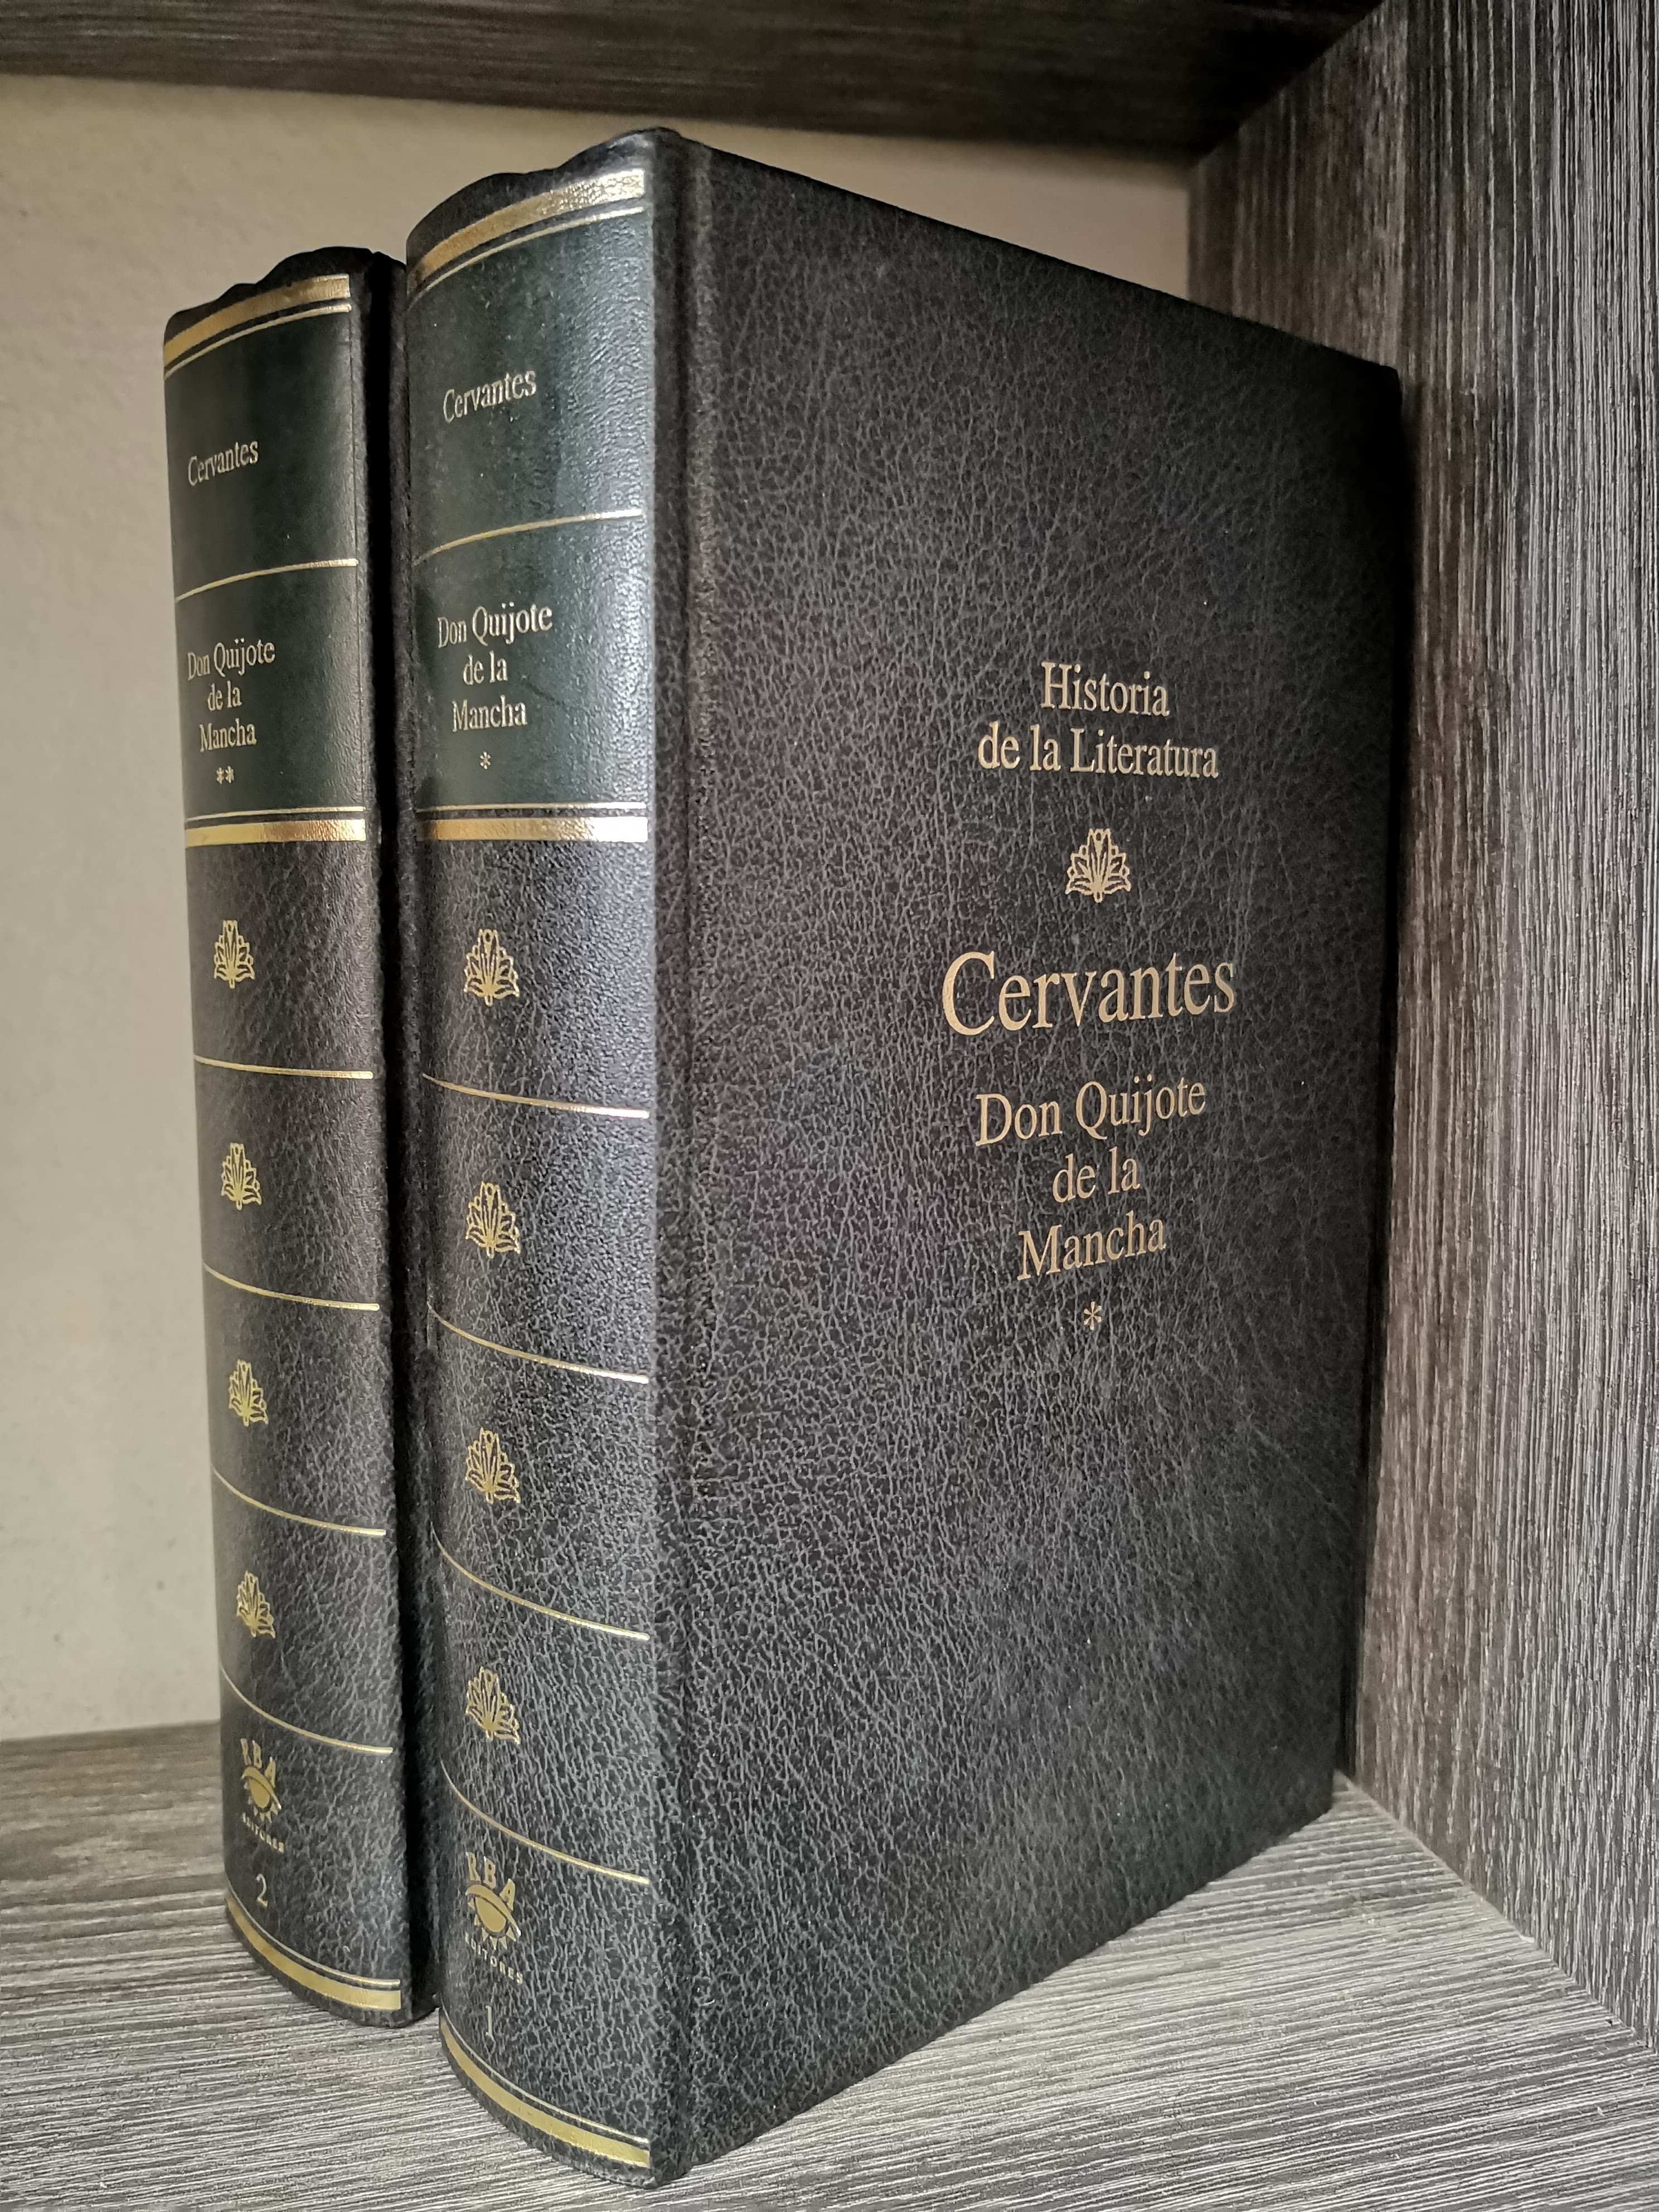 Cervantes
Don Quijote
de la
Mancha
**
RBA
EDITORES
2
Cervantes
Don Quijote
de la
Mancha
*
RBA
EDITORES
1
Historia
de la Literatura
Cervantes
Don Quijote
de la
Mancha
*